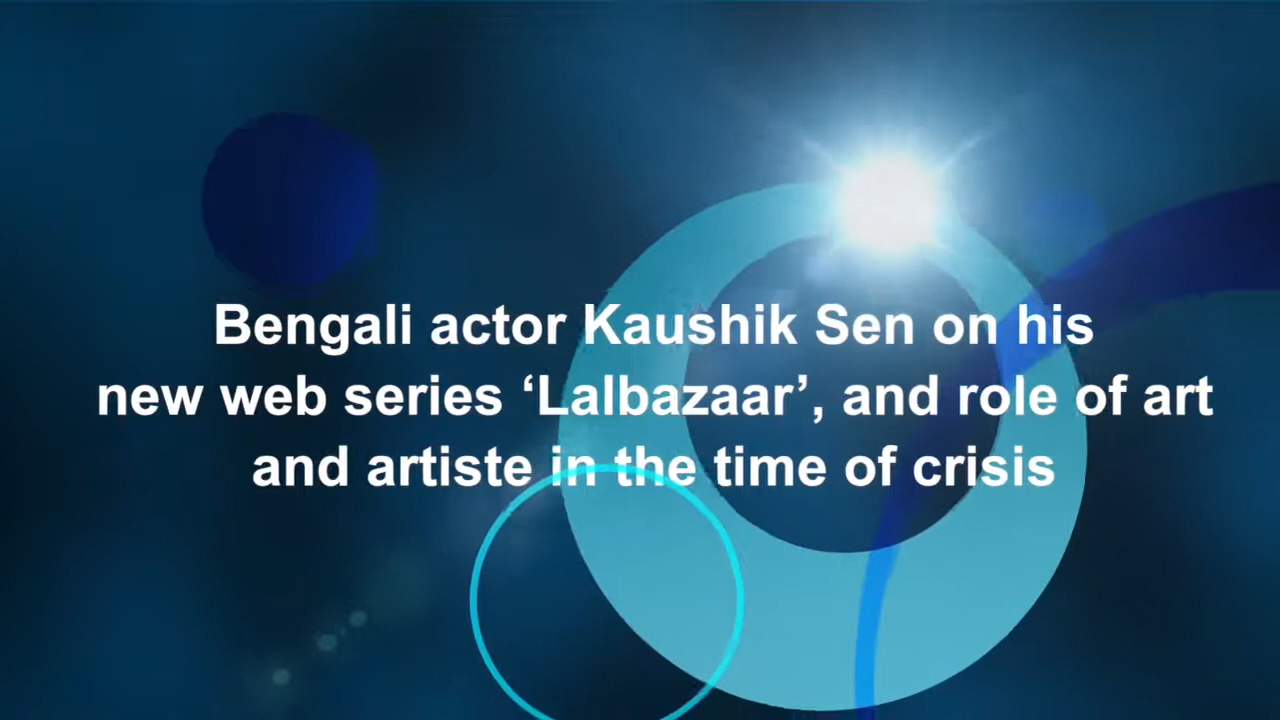 Bengali actor Kaushik Sen on his
new web series ‘Lalbazaar’, and role of art
and artiste in the time of crisis